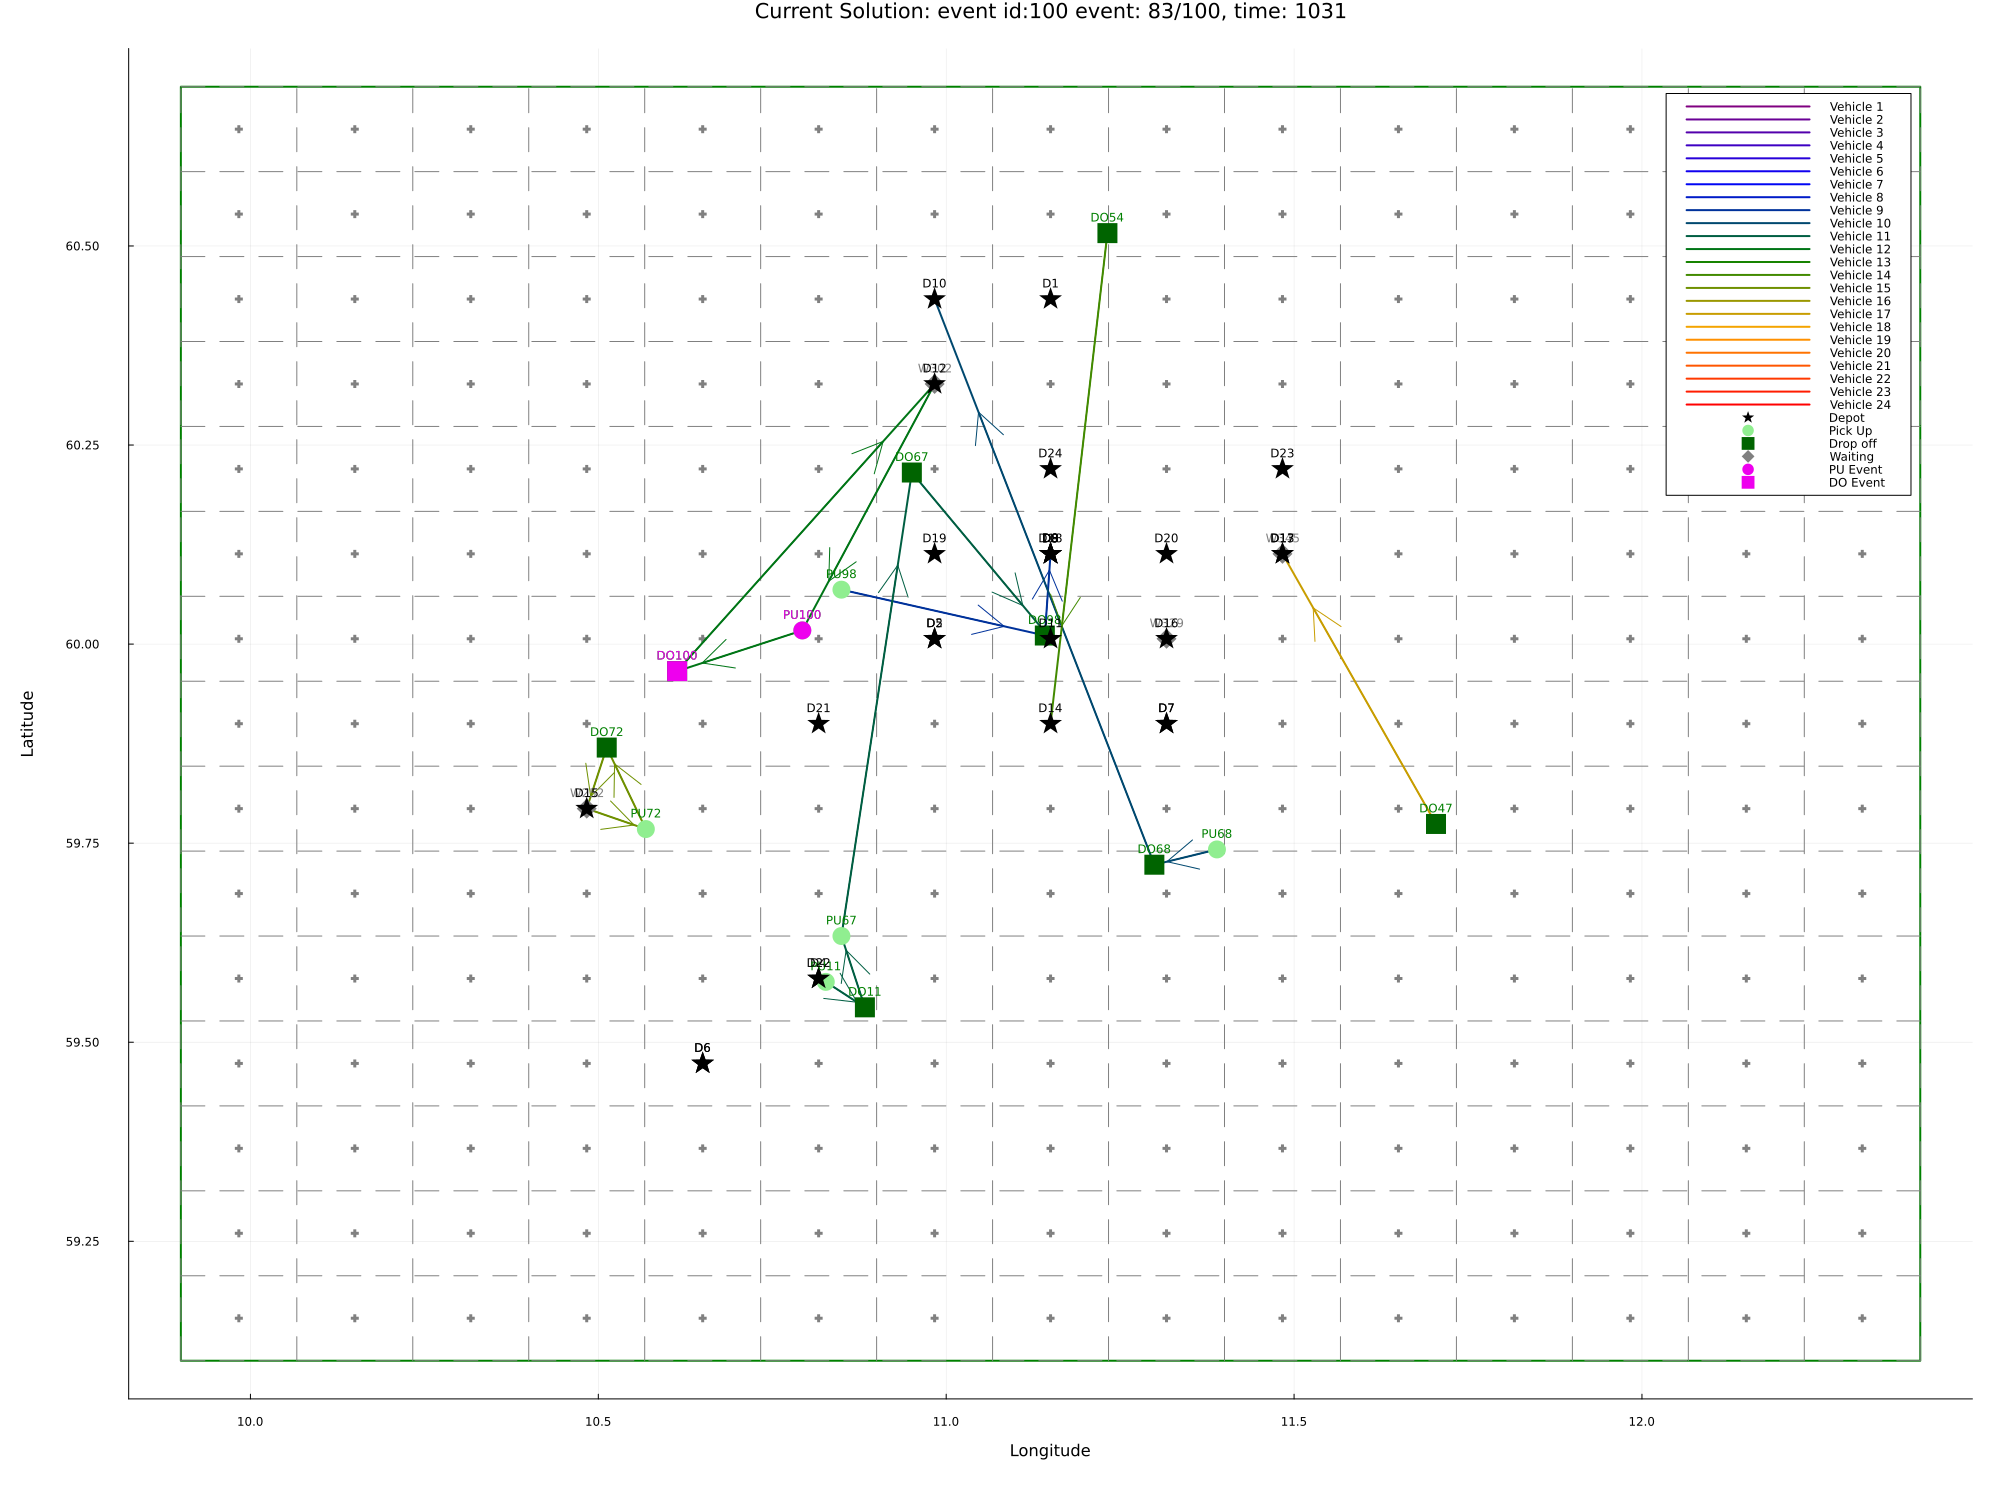 Current Solution: event id:100 event: 83/100, time: 1031
Vehicle 1
Vehicle 2
Vehicle 3
Vehicle 4
Vehicle 5
Vehicle 6
Vehicle 7
Vehicle 8
Vehicle 9
Vehicle 10
Vehicle 11
Vehicle 12
Vehicle 13
Vehicle 14
Vehicle 15
Vehicle 16
Vehicle 17
Vehicle 18
Vehicle 19
Vehicle 20
Vehicle 21
Vehicle 22
Vehicle 23
Vehicle 24
Depot
Pick Up
Drop off
Waiting
PU Event
DO Event
DO54
60.50
D10
D1
D12
60.25
DO67
D24
D23
D19
D20
PU98
PU100
D16
60.00
DO100
D21
D14
D7
DO72
D15
PU72
DO47
59.75
PU68
DO68
PU67
DO11
59.50
D6
59.25
10.0
10.5
11.0
11.5
12.0
Longitude
Latitude